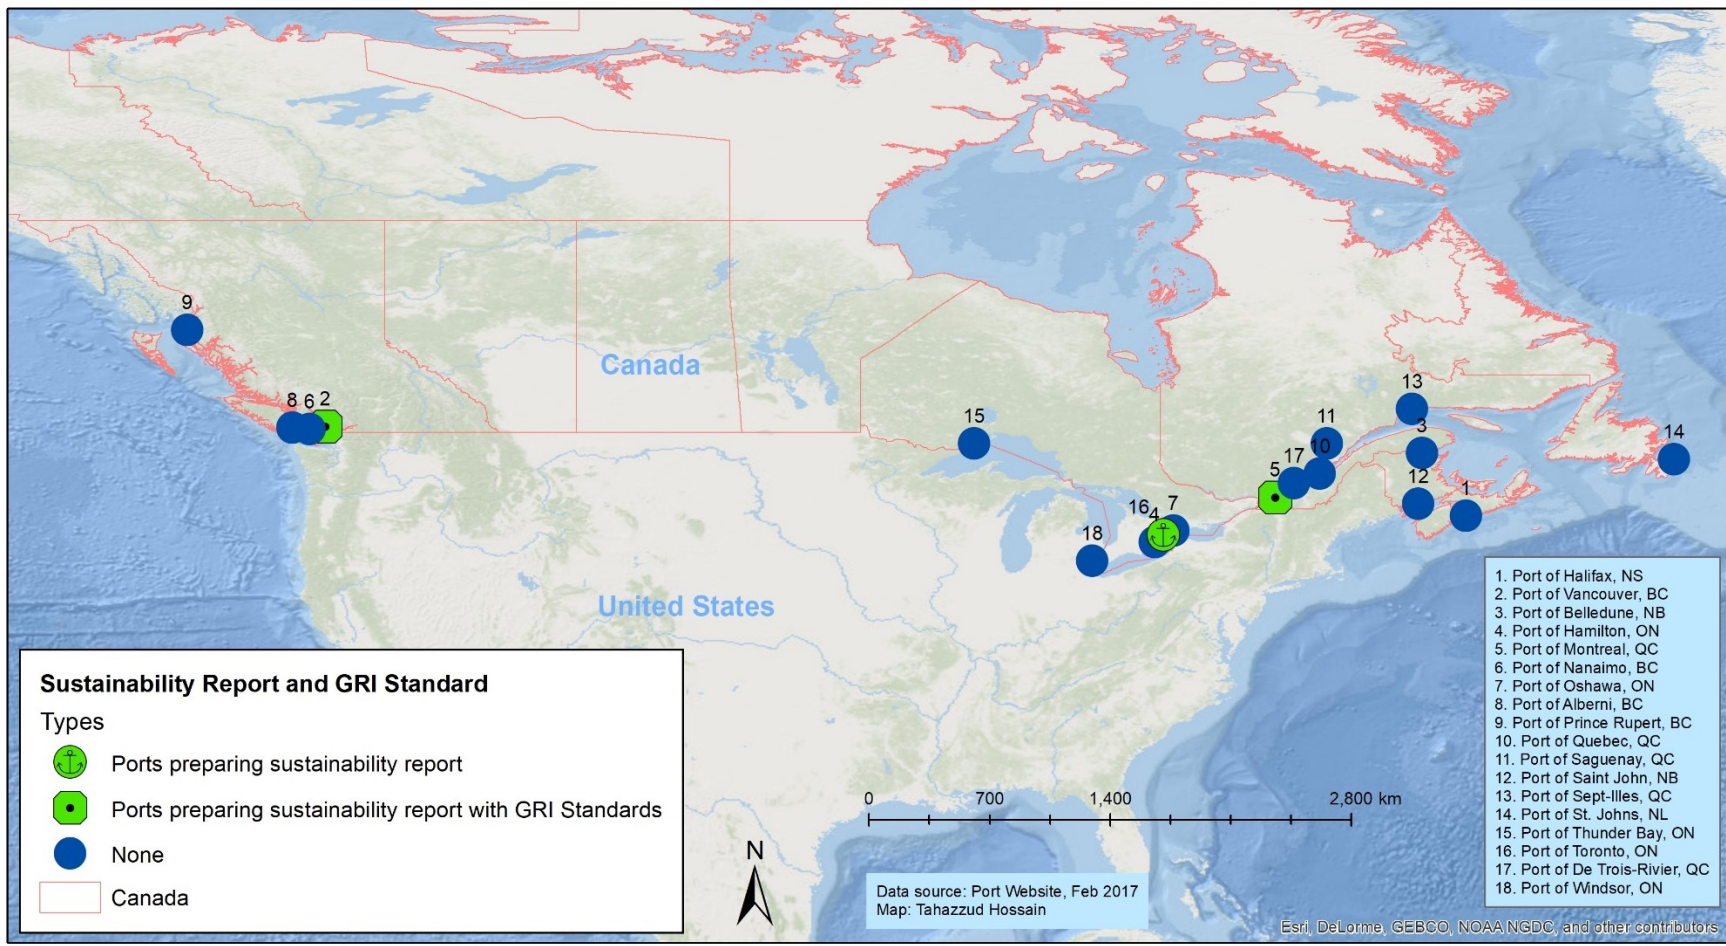 9
Canada
8 6 2
15
13
11
3
10
17
14
5
12
1
16
4
7
18
United States
Sustainability Report and GRI Standard
Types
Ports preparing sustainability report
Ports preparing sustainability report with GRI Standards
None
Canada
N
0 700 1,400 2,800 km
Data source: Port Website, Feb 2017
Map: Tahazzud Hossain
1. Port of Halifax, NS
2. Port of Vancouver, BC
3. Port of Belledune, NB
4. Port of Hamilton, ON
5. Port of Montreal, QC
6. Port of Nanaimo, BC
7. Port of Oshawa, ON
8. Port of Alberni, BC
9. Port of Prince Rupert, BC
10. Port of Quebec, QC
11. Port of Saguenay, QC
12. Port of Saint John, NB
13. Port of Sept-Illes, QC
14. Port of St. Johns, NL
15. Port of Thunder Bay, ON
16. Port of Toronto, ON
17. Port of De Trois-Rivier, QC
18. Port of Windsor, ON
Esri, DeLorme, GEBCO, NOAA NGDC, and other contributors